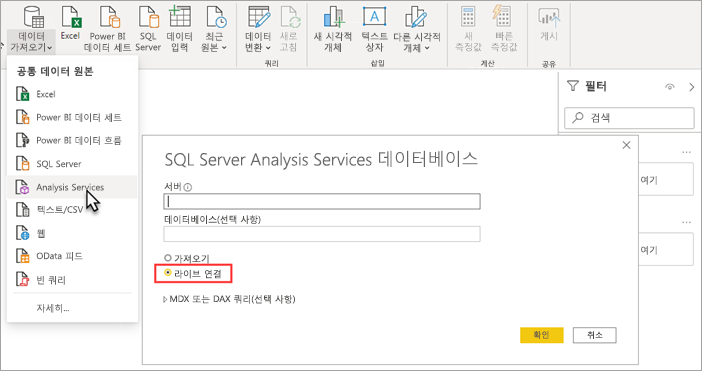 데이터
가져오기
Excel
Power BI
데이터 세트
SQL
Server
데이터
입력
최근
원본
데이터
변환
새로
고침
새 시각적
개체
텍스트
상자
다른 시각적
개체
새
측정값
빠른
측정값
게시
쿼리
삽입
계산
공유
공통 데이터 원본
Excel
Power BI 데이터 세트
Power BI 데이터 흐름
SQL Server
Analysis Services
텍스트/CSV
웹
OData 피드
빈 쿼리
자세히...
필터
검색
...
여기
...
여기
SQL Server Analysis Services 데이터베이스
서버
데이터베이스(선택 사항)
가져오기
라이브 연결
MDX 또는 DAX 쿼리(선택 사항)
확인
취소